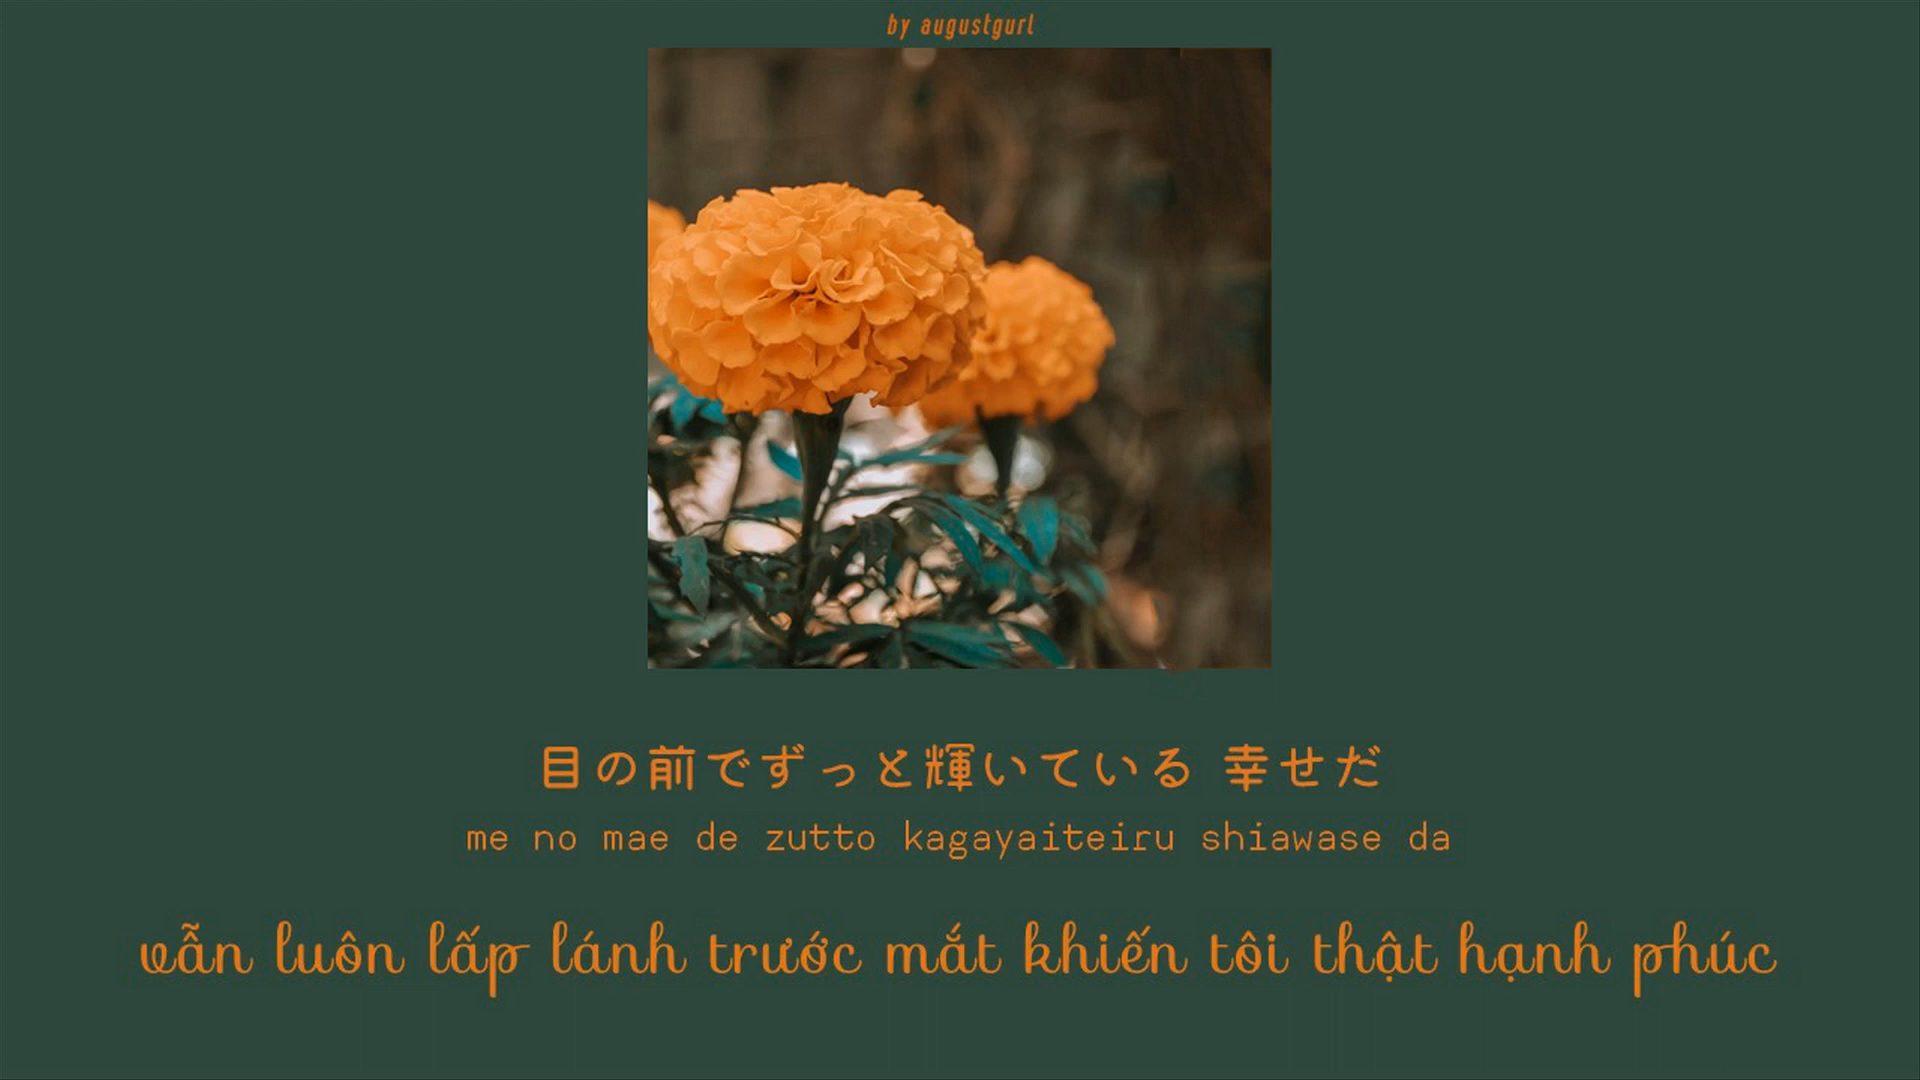 by augustgurl
目の前でずっと輝いている 幸せだ
me no mae de zutto kagayaiteiru shiawase da
vẫn luôn lấp lánh trước mắt khiến tôi thật hạnh phúc